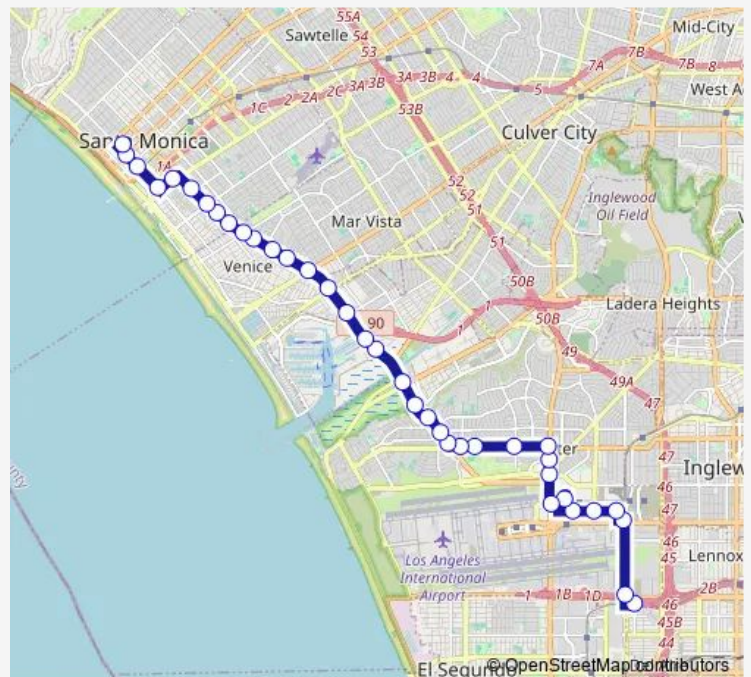 55A
Sawtelle
54
53
Mid-City
7B
7A
7B
8
3A
3B
4
4
3A
3B
2C
2
2A
1C
5
West A
53B
Santa Monica
1A
Culver City
52
52
51
Inglewood
Oil Field
Mar Vista
51
Venice
50B
1
Ladera Heights
90
1
50B
49
49A
47
ter
47
Inglew
46
47
46
45
Lennox
Los Angeles
International
Airport
1
1B
1D
2B
46
45B
44
El Segundo
© OpenStreetMap contributors